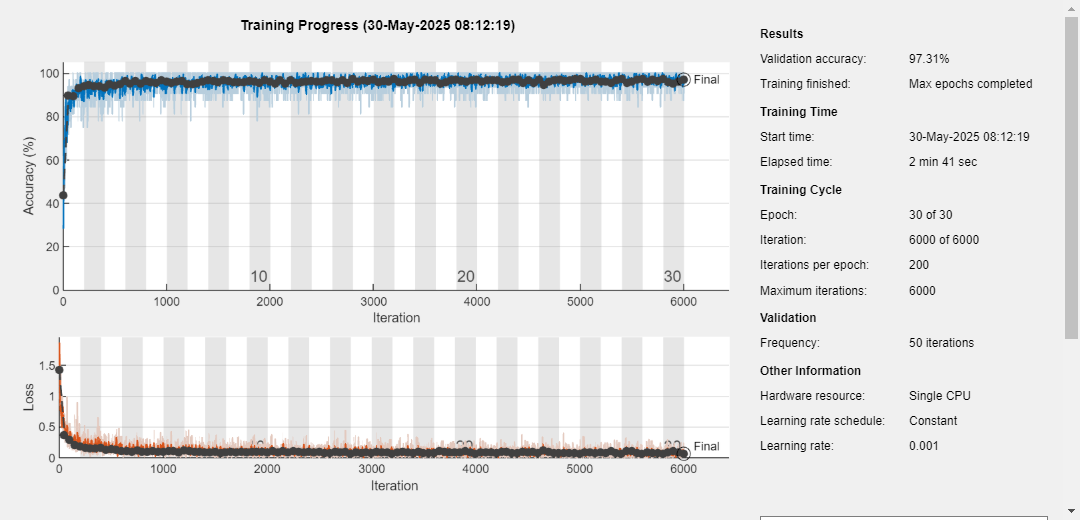 Training Progress (30-May-2025 08:12:19)
100
80
60
40
20
0
Accuracy (%)
Final
10
20
30
0
1000
2000
3000
4000
5000
6000
Iteration
1.5
1
0.5
0
Loss
Final
0
1000
2000
3000
4000
5000
6000
Iteration
Results
Validation accuracy: 97.31%
Training finished: Max epochs completed
Training Time
Start time: 30-May-2025 08:12:19
Elapsed time: 2 min 41 sec
Training Cycle
Epoch: 30 of 30
Iteration: 6000 of 6000
Iterations per epoch: 200
Maximum iterations: 6000
Validation
Frequency: 50 iterations
Other Information
Hardware resource: Single CPU
Learning rate schedule: Constant
Learning rate: 0.001